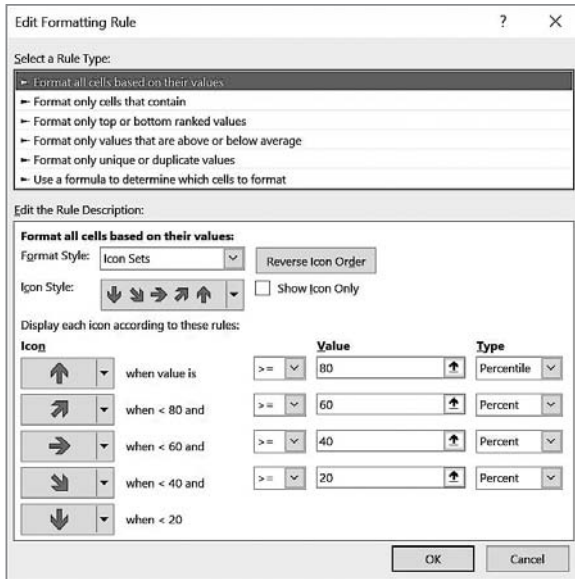 Edit Formatting Rule ? ×
Select a Rule Type:
► Format all cells based on their values
► Format only cells that contain
► Format only top or bottom ranked values
► Format only values that are above or below average
► Format only unique or duplicate values
► Use a formula to determine which cells to format
Edit the Rule Description:
Format all cells based on their values:
Format Style: Icon Sets Reverse Icon Order
Icon Style: Show Icon Only
Display each icon according to these rules:
Icon Value Type
when value is >= 80 Percentile
when < 80 and >= 60 Percent
when < 60 and >= 40 Percent
when < 40 and >= 20 Percent
when < 20
OK Cancel